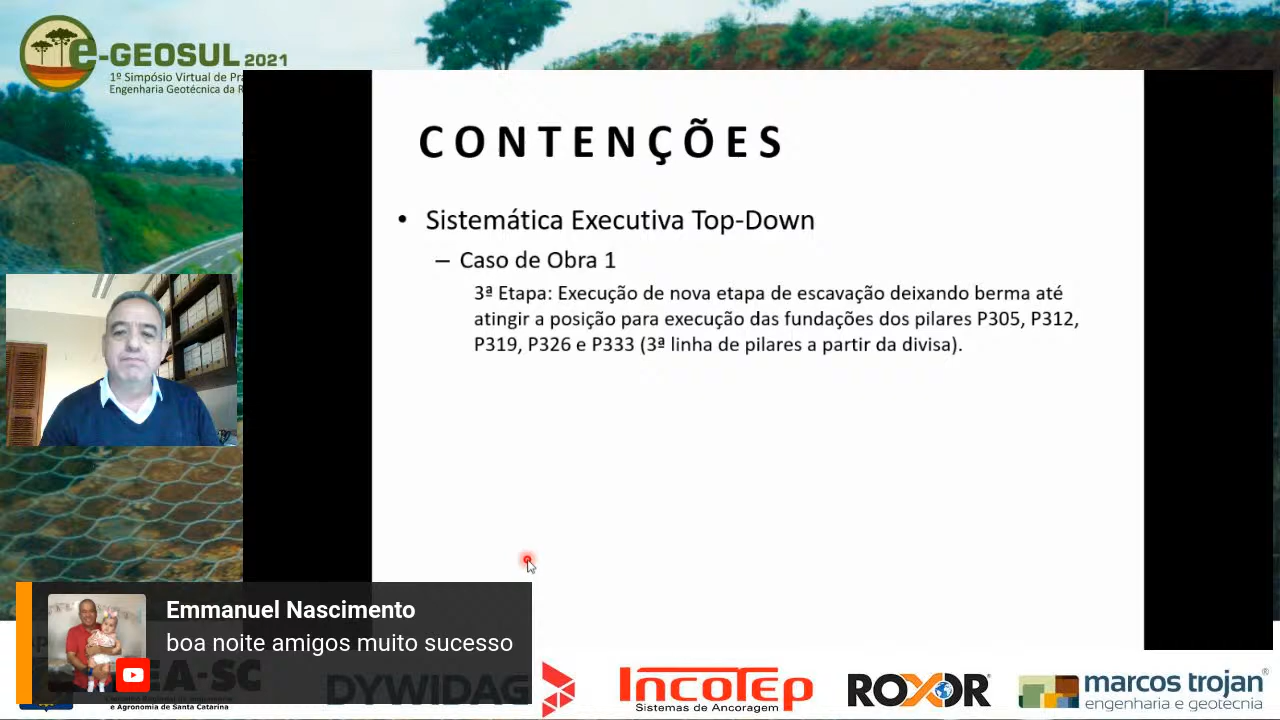 e-GEOSUL 2021
1º Simpósio Virtual de
Engenharia Geotécnica da
CONTENÇÕES
• Sistemática Executiva Top-Down
– Caso de Obra 1
3ª Etapa: Execução de nova etapa de escavação deixando berma até
atingir a posição para execução das fundações dos pilares P305, P312,
P319, P326 e P333 (3ª linha de pilares a partir da divisa).
Emmanuel Nascimento
boa noite amigos muito sucesso
EA-SC
e Agronomia de Santa Catarina
DYWIDAG
INCOTEP
Sistemas de Ancoragem
ROXOR®
marcos trojan®
engenharia e geotecnia